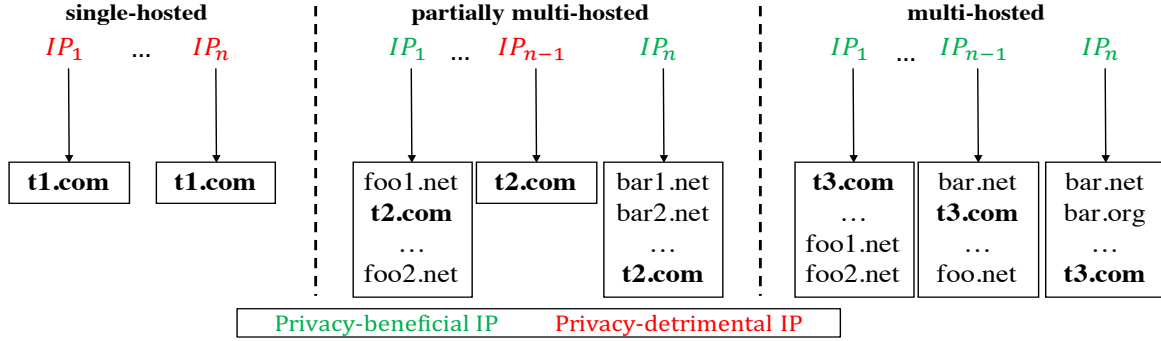 single-hosted
partially multi-hosted
multi-hosted
IP₁ ... IPₙ
IP₁ ... IPₙ₋₁ IPₙ
IP₁ ... IPₙ₋₁ IPₙ
t1.com
t1.com
foo1.net
t2.com
...
foo2.net
t2.com
bar1.net
bar2.net
...
t2.com
t3.com
...
foo1.net
foo2.net
bar.net
t3.com
...
foo.net
bar.net
bar.org
...
t3.com
Privacy-beneficial IP Privacy-detrimental IP